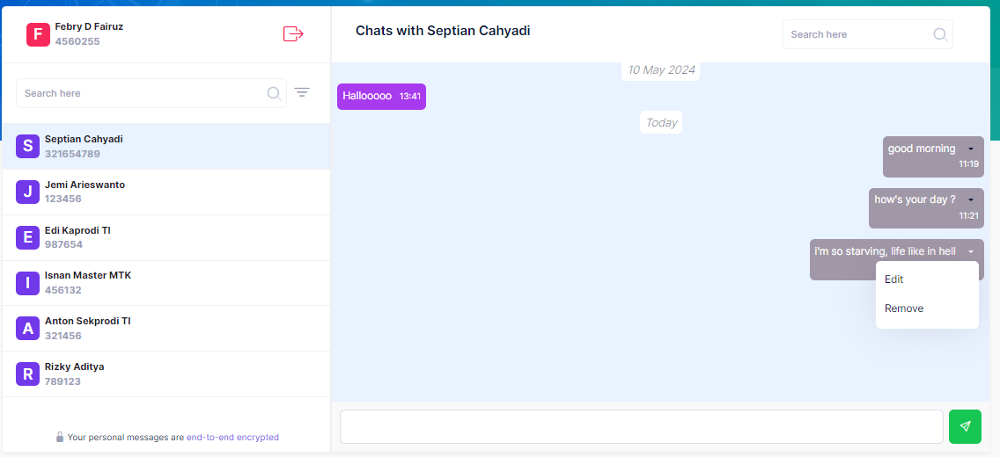 F
Febry D Fairuz
4560255
Search here
S
Septian Cahyadi
321654789
J
Jemi Arieswanto
123456
E
Edi Kaprodi TI
987654
I
Isnan Master MTK
456132
A
Anton Sekprodi TI
321456
R
Rizky Aditya
789123
Your personal messages are end-to-end encrypted
Chats with Septian Cahyadi
Search here
10 May 2024
Hallooooo 13:41
Today
good morning
11:19
how's your day ?
11:21
i'm so starving, life like in hell
Edit
Remove